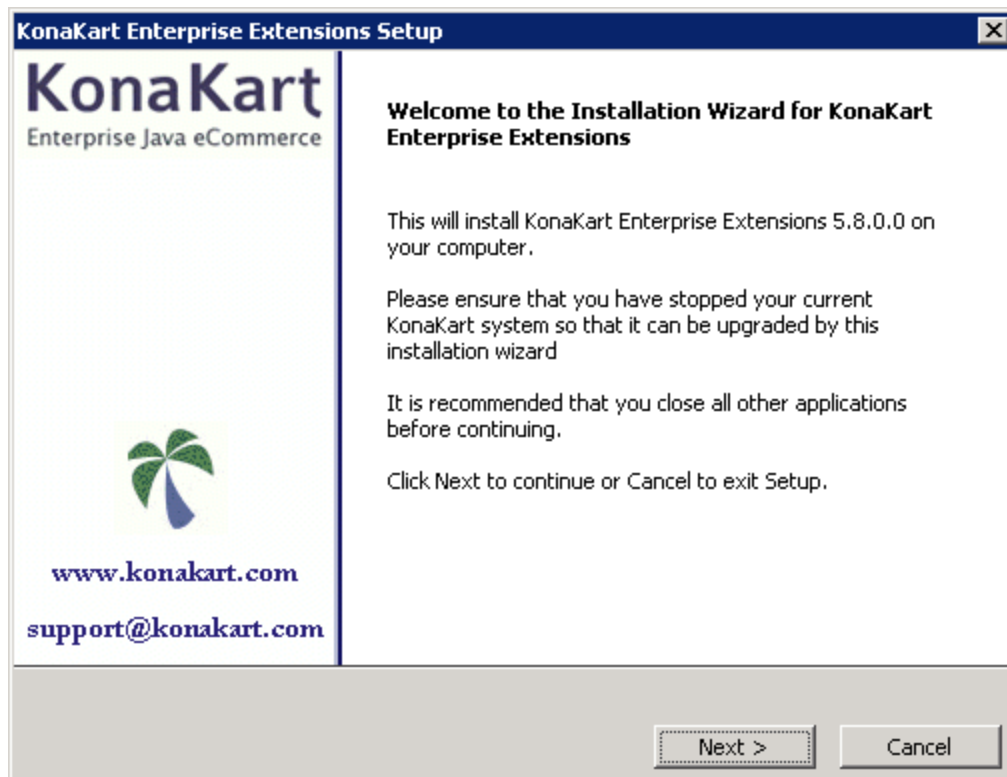 KonaKart Enterprise Extensions Setup
KonaKart
Enterprise Java eCommerce
Welcome to the Installation Wizard for KonaKart
Enterprise Extensions
This will install KonaKart Enterprise Extensions 5.8.0.0 on
your computer.
Please ensure that you have stopped your current
KonaKart system so that it can be upgraded by this
installation wizard
It is recommended that you close all other applications
before continuing.
Click Next to continue or Cancel to exit Setup.
www.konakart.com
support@konakart.com
Next >
Cancel